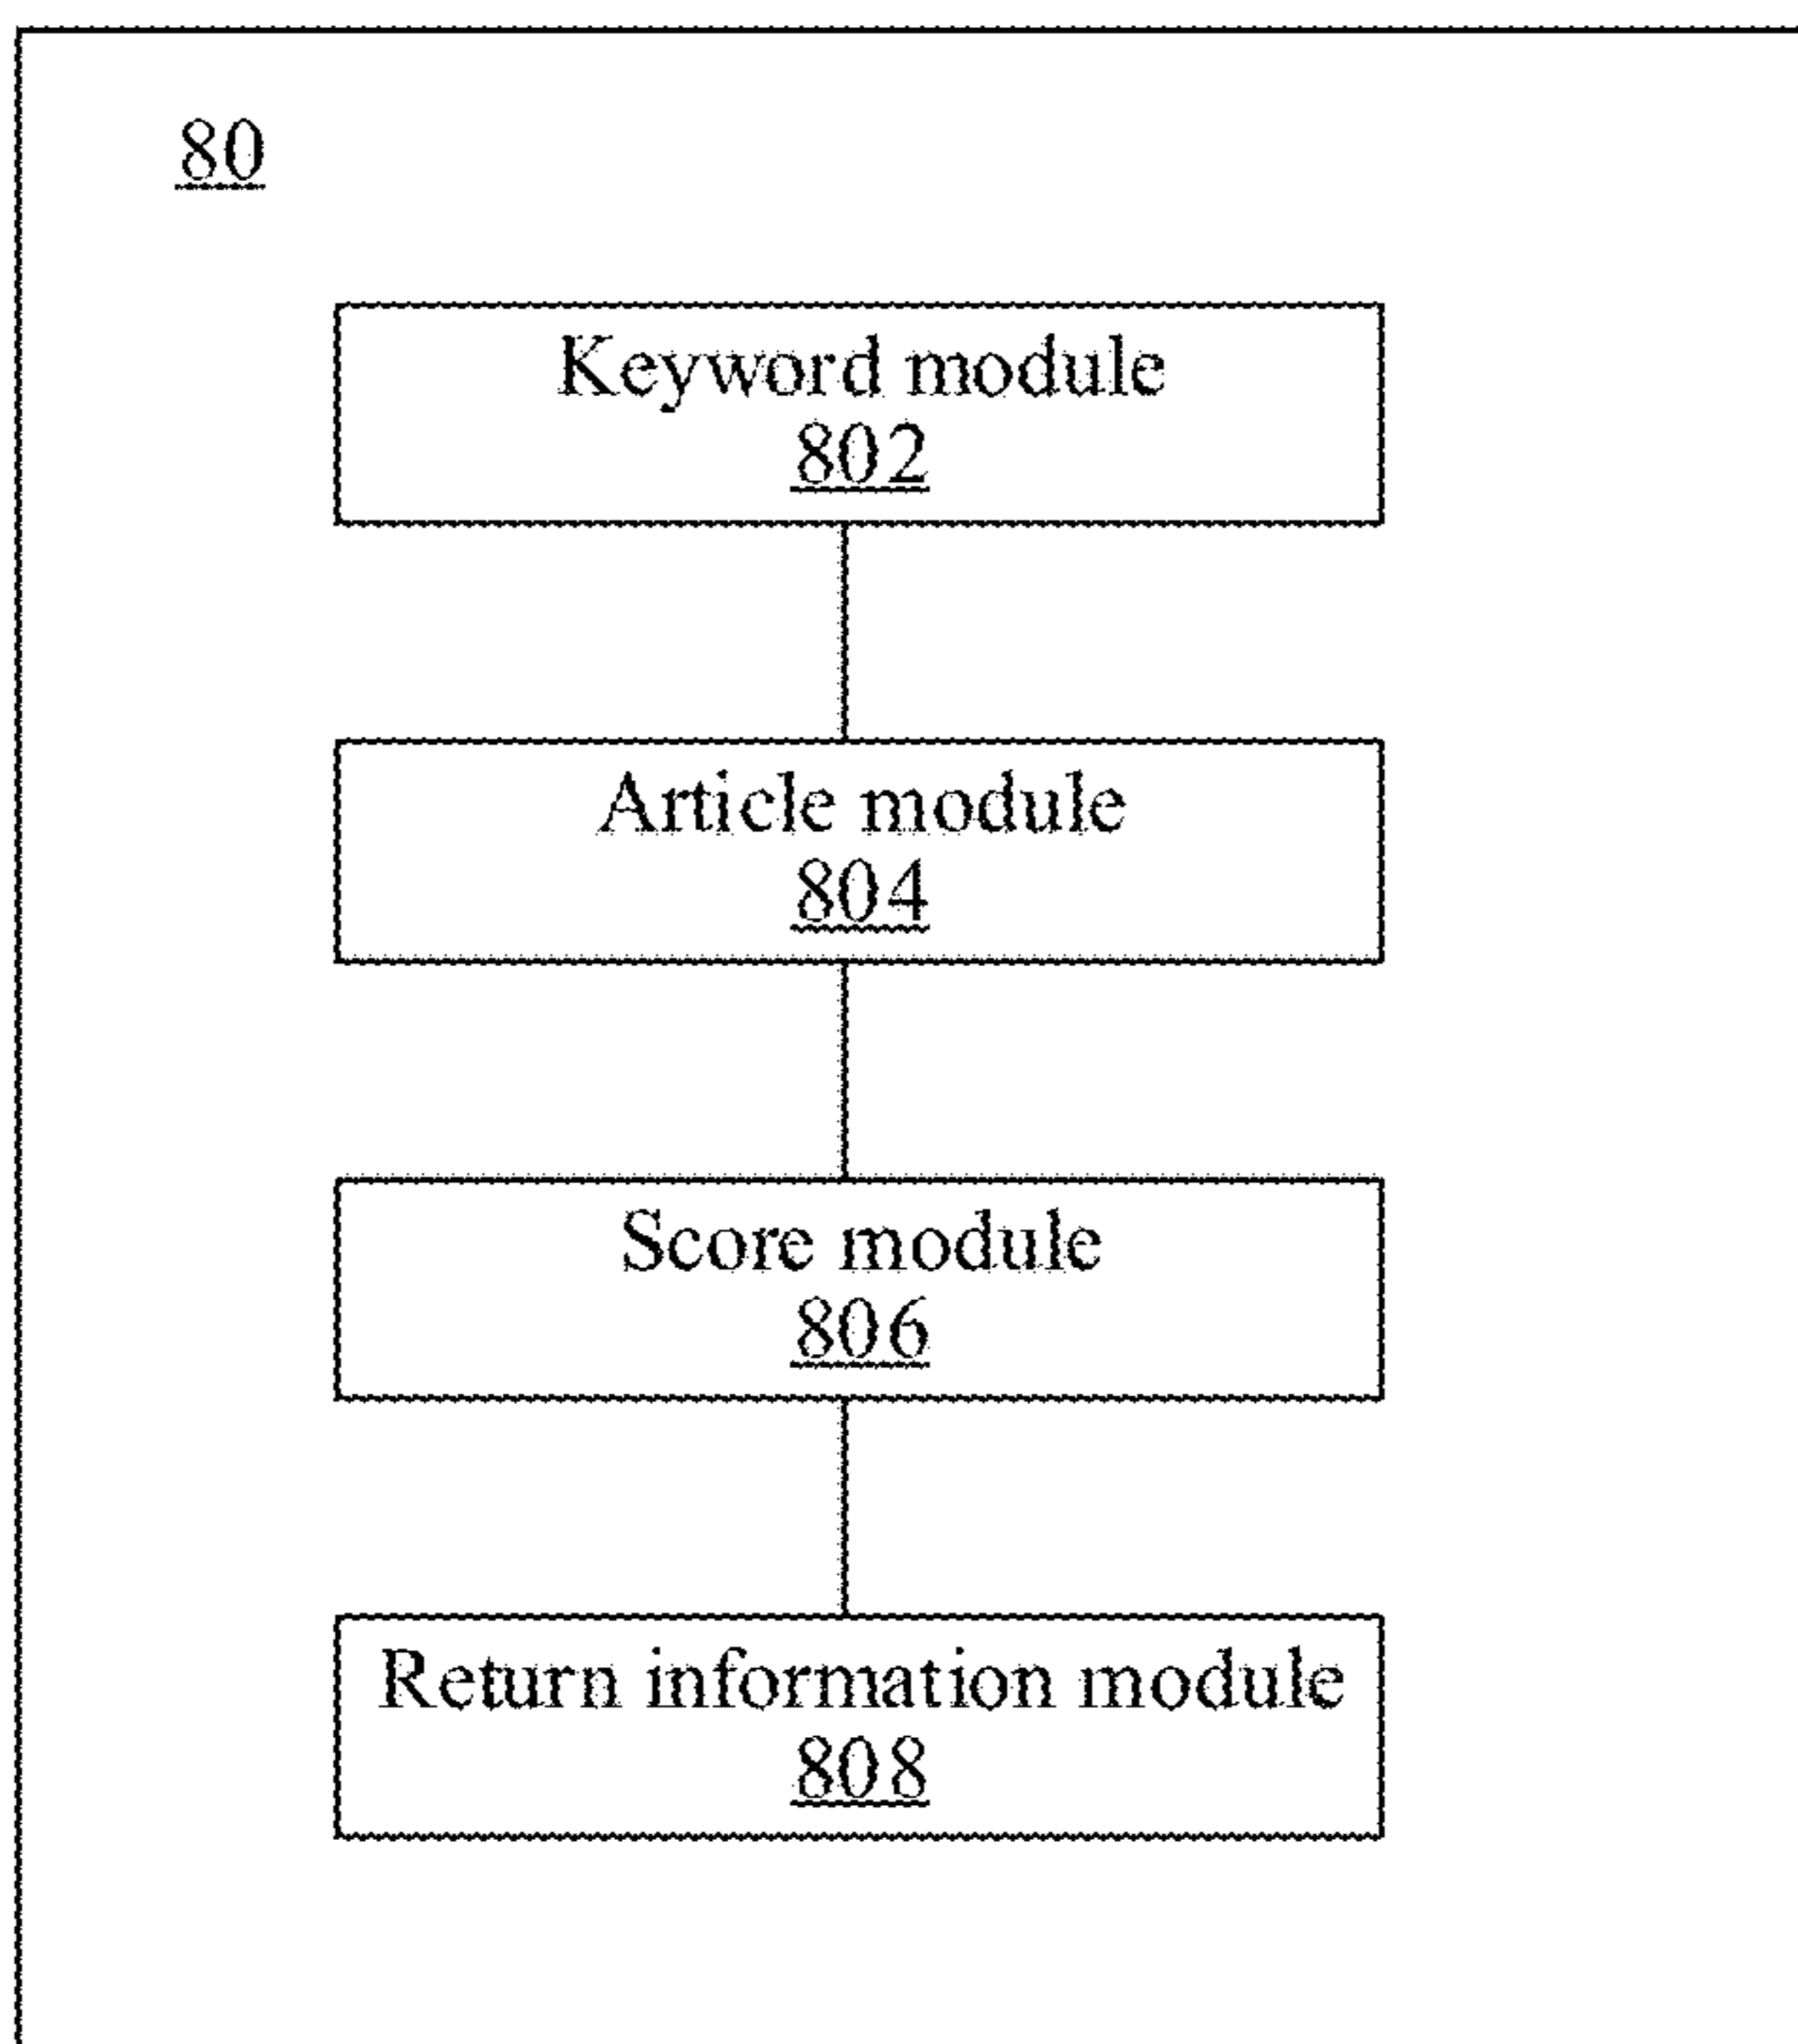 80
Keyword module
802
Article module
804
Score module
806
Return information module
808